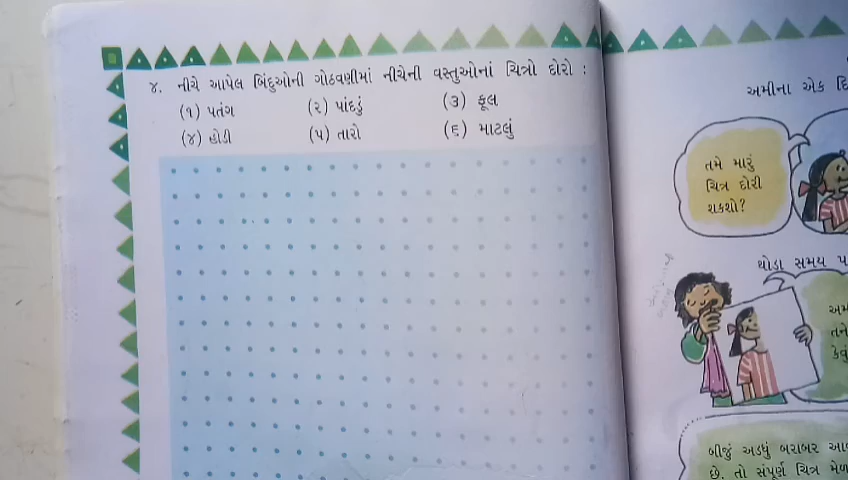 ૪. નીચે આપેલ બિંદુઓની ગોઠવણીમાં નીચેની વસ્તુઓનાં ચિત્રો દોરો :
(૧) પતંગ (૨) પાંદડું (૩) ફૂલ
(૪) હોડી (૫) તારો (૬) માટલું
અમીના એક
તમે મારું
ચિત્ર દોરી
શકશો?
થોડા સમય
તને
બીજું અડધું બરાબર
છે. તો સંપૂર્ણ ચિત્ર